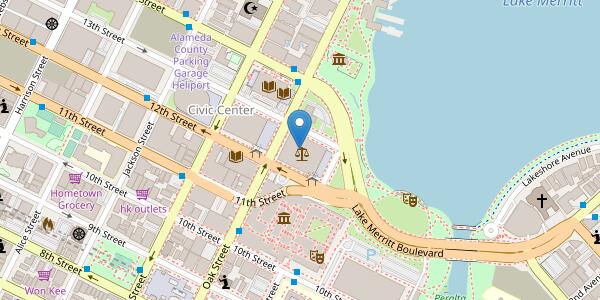 Lake Merritt
13th Street
Alameda
County
Parking
Garage
Heliport
Harrison Street
Civic Center
12th Street
11th Street
Jackson Street
Lakeshore Avenue
Hometown
Grocery
hk outlets
11th Street
Lake Merritt Boulevard
Alice Street
9th Street
10th Street
8th Street
Oak Street
10th Street
10th Street
P
Won Kee
Peralta
2nd Avenue